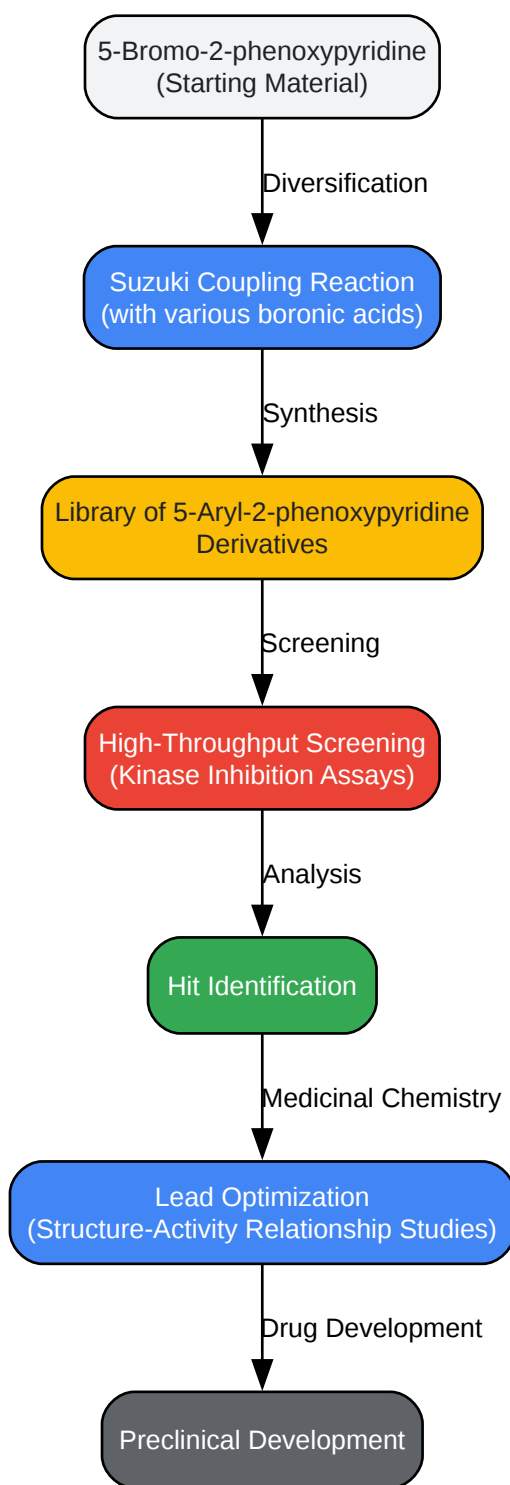 5-Bromo-2-phenoxypyridine
(Starting Material)
Diversification
Suzuki Coupling Reaction
(with various boronic acids)
Synthesis
Library of 5-Aryl-2-phenoxypyridine
Derivatives
Screening
High-Throughput Screening
(Kinase Inhibition Assays)
Analysis
Hit Identification
Medicinal Chemistry
Lead Optimization
(Structure-Activity Relationship Studies)
Drug Development
Preclinical Development